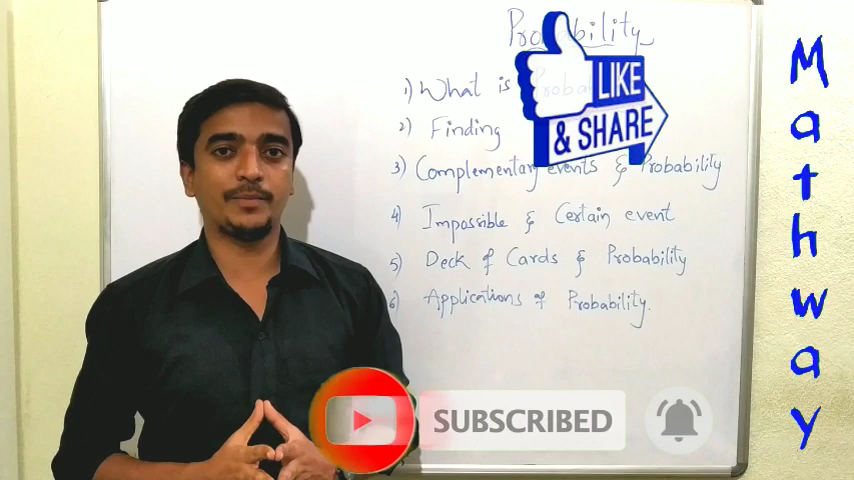 Probability
1) What is Probab
2) Finding
3) Complementary events & Probability
4) Impossible & Certain event
5) Deck of Cards & Probability
6) Applications of Probability.
LIKE
& SHARE
SUBSCRIBED
Mathway